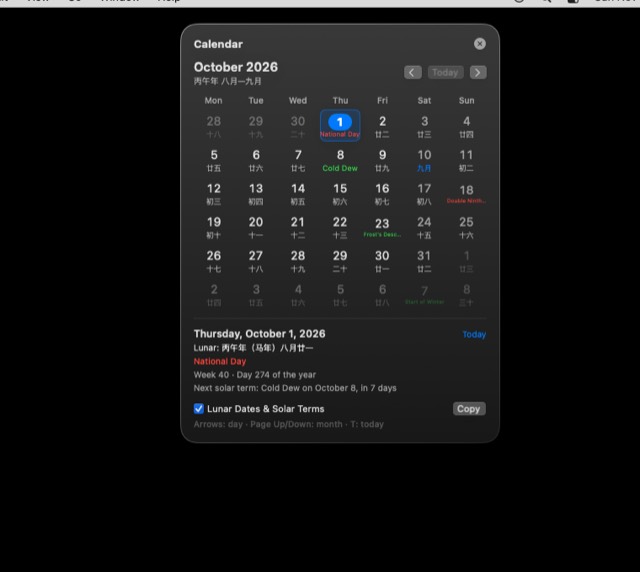 Calendar
October 2026
丙午年 八月—九月
Today
Mon Tue Wed Thu Fri Sat Sun
28 29 30 1 2 3 4
十八 十九 二十 National Day 廿二 廿三 廿四
5 6 7 8 9 10 11
廿五 廿六 廿七 Cold Dew 廿九 九月 初二
12 13 14 15 16 17 18
初三 初四 初五 初六 初七 初八 Double Ninth...
19 20 21 22 23 24 25
初十 十一 十二 十三 Frost's Desc... 十五 十六
26 27 28 29 30 31 1
十七 十八 十九 二十 廿一 廿二 廿三
2 3 4 5 6 7 8
廿四 廿五 廿六 廿七 廿八 Start of Winter 三十
Thursday, October 1, 2026 Today
Lunar: 丙午年（马年）八月廿一
National Day
Week 40 · Day 274 of the year
Next solar term: Cold Dew on October 8, in 7 days
Lunar Dates & Solar Terms Copy
Arrows: day · Page Up/Down: month · T: today